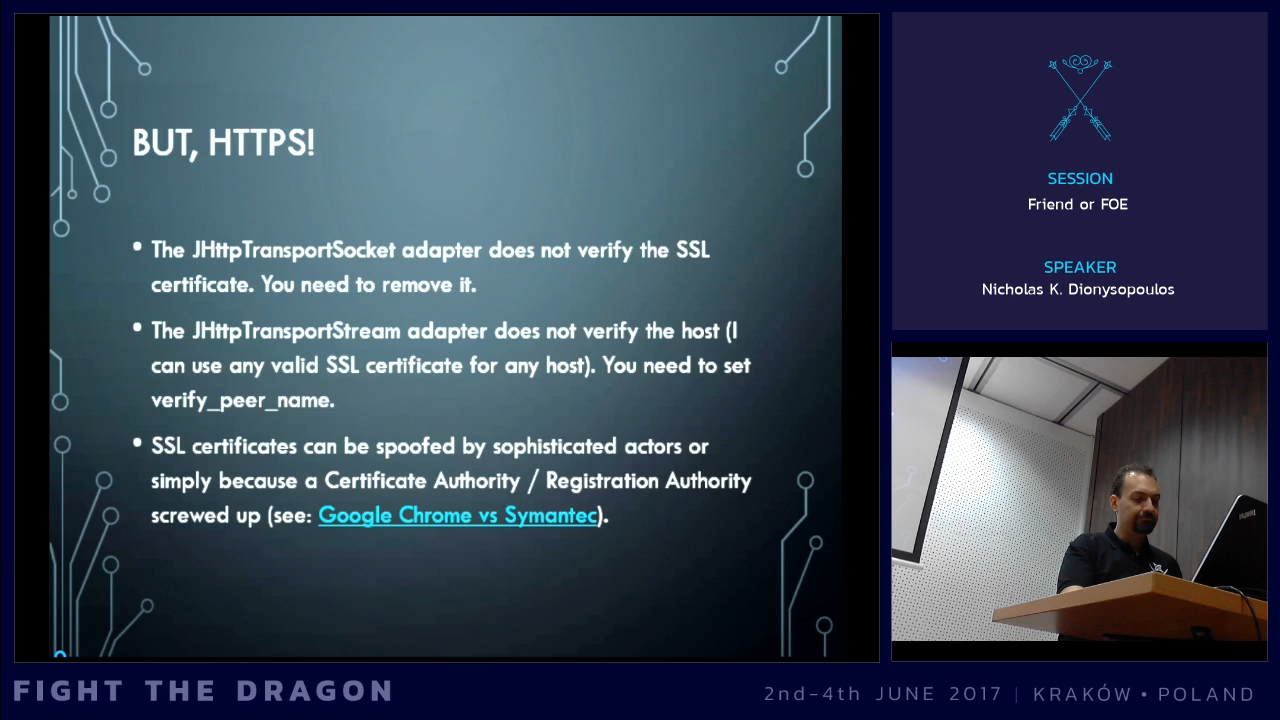 BUT, HTTPS!
• The JHttpTransportSocket adapter does not verify the SSL
certificate. You need to remove it.
• The JHttpTransportStream adapter does not verify the host (I
can use any valid SSL certificate for any host). You need to set
verify_peer_name.
• SSL certificates can be spoofed by sophisticated actors or
simply because a Certificate Authority / Registration Authority
screwed up (see: Google Chrome vs Symantec).
SESSION
Friend or FOE
SPEAKER
Nicholas K. Dionysopoulos
FIGHT THE DRAGON
2nd-4th JUNE 2017 | KRAKÓW • POLAND